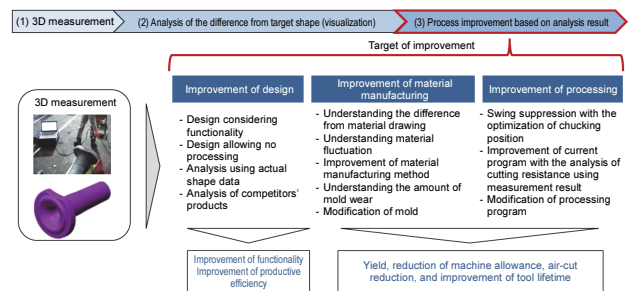 (1) 3D measurement
(2) Analysis of the difference from target shape (visualization)
(3) Process improvement based on analysis result
Target of improvement
3D measurement
Improvement of design
- Design considering
functionality
- Design allowing no
processing
- Analysis using actual
shape data
- Analysis of competitors'
products
Improvement of material
manufacturing
- Understanding the difference
from material drawing
- Understanding material
fluctuation
- Improvement of material
manufacturing method
- Understanding the amount of
mold wear
- Modification of mold
Improvement of processing
- Swing suppression with the
optimization of chucking
position
- Improvement of current
program with the analysis of
cutting resistance using
measurement result
- Modification of processing
program
Improvement of functionality
Improvement of productive
efficiency
Yield, reduction of machine allowance, air-cut
reduction, and improvement of tool lifetime